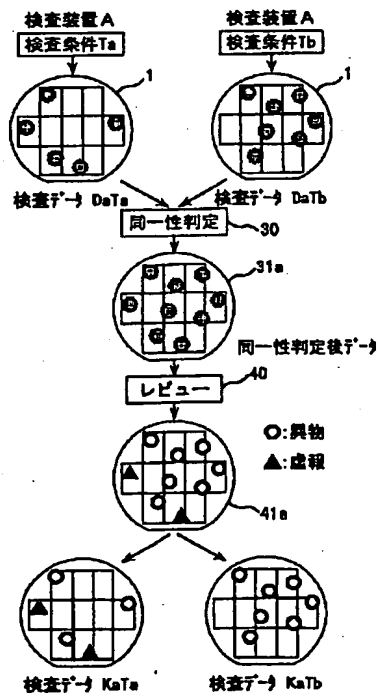 検査装置A
検査装置A
検査条件Ta
検査条件Tb
1
1
検査データ DaTa
検査データ DaTb
同一性判定
30
31a
同一性判定後データ
レビュー
40
○:異物
▲:虚報
41a
検査データ KaTa
検査データ KaTb